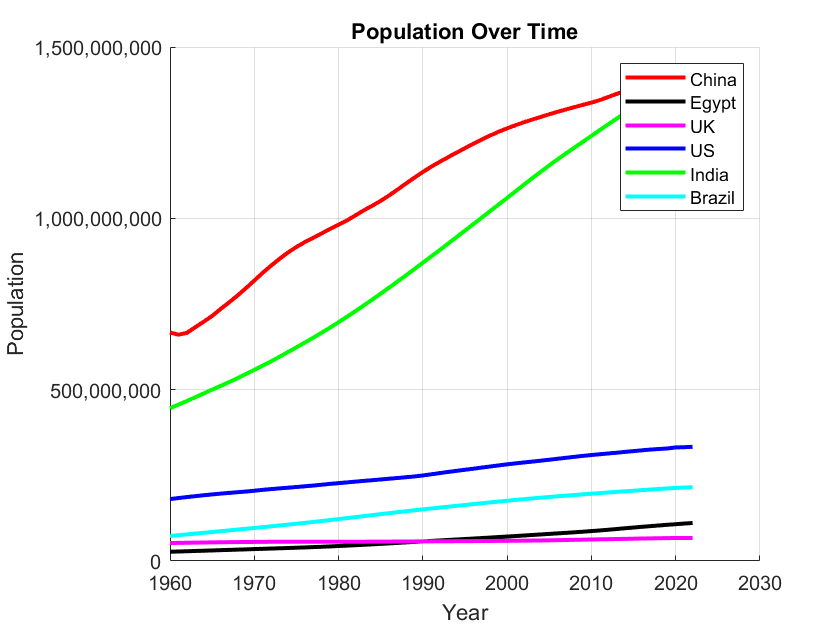 Population Over Time
1,500,000,000
1,000,000,000
500,000,000
0
Population
China
Egypt
UK
US
India
Brazil
1960 1970 1980 1990 2000 2010 2020 2030
Year